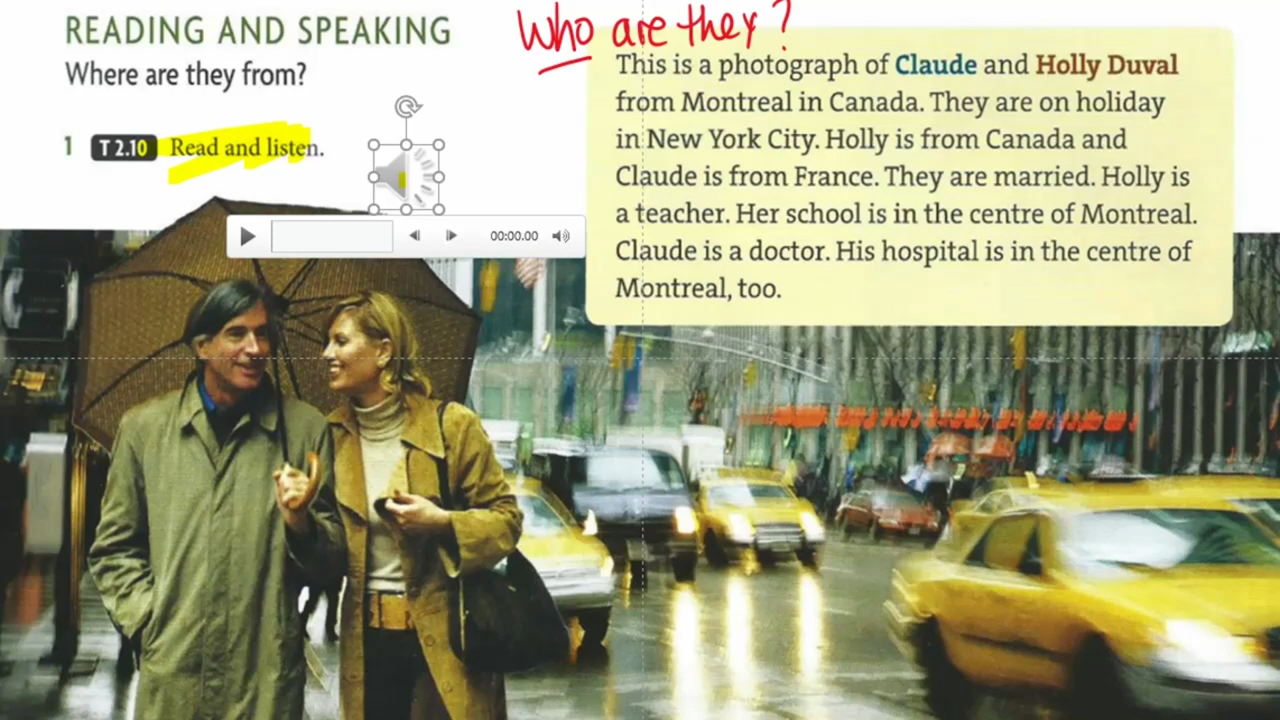 READING AND SPEAKING
Where are they from?
Who are they?
1 T 2.10 Read and listen.
00:00.00
This is a photograph of Claude and Holly Duval
from Montreal in Canada. They are on holiday
in New York City. Holly is from Canada and
Claude is from France. They are married. Holly is
a teacher. Her school is in the centre of Montreal.
Claude is a doctor. His hospital is in the centre of
Montreal, too.